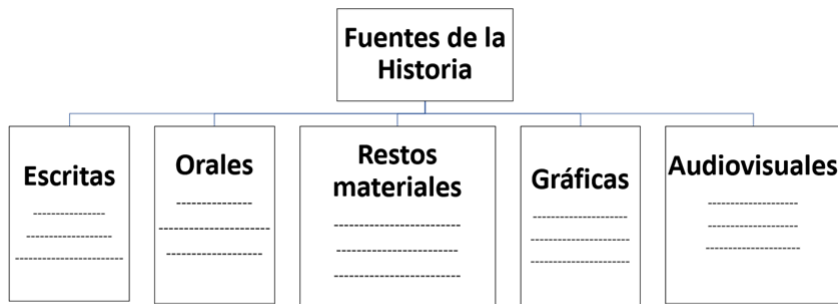 Fuentes de la
Historia
Escritas
----------------
-------------------
------------------------
Orales
-----------------
-------------------------
----------------------
Restos
materiales
----------------------------
---------------------------
----------------------------
Gráficas
---------------------
----------------------
----------------------
Audiovisuales
--------------------
--------------------
---------------------